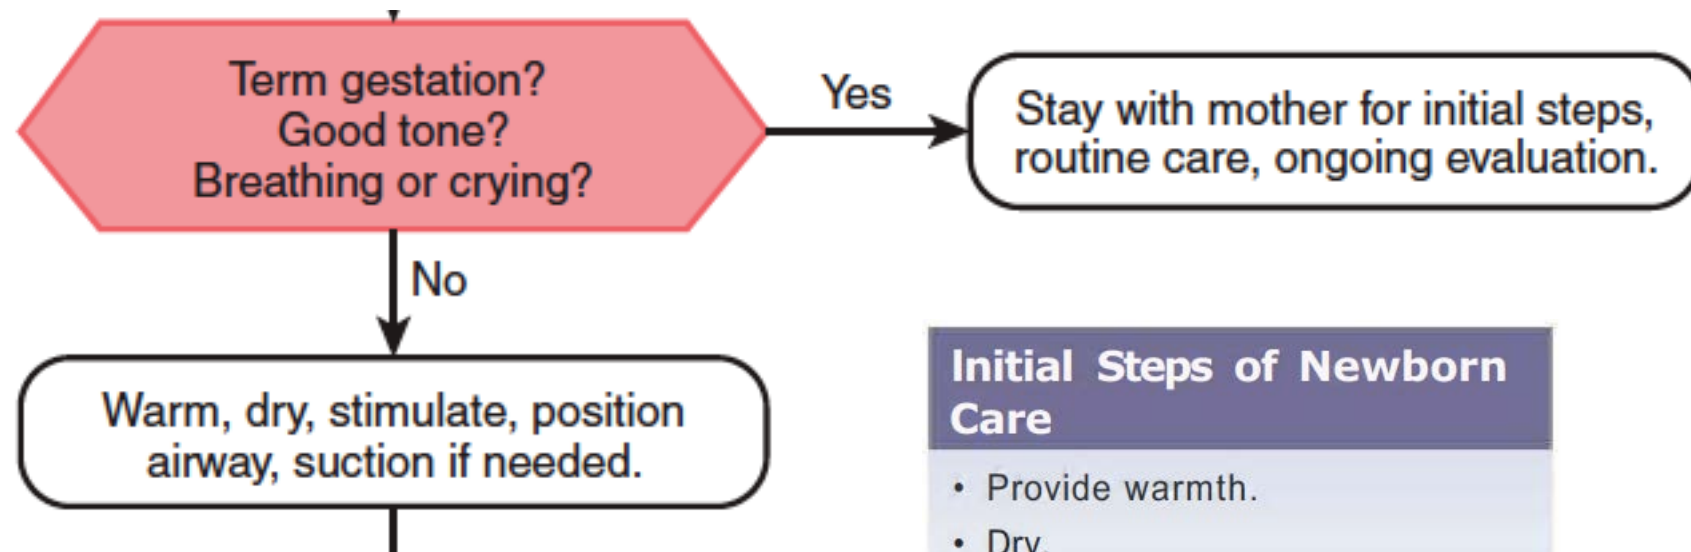 Term gestation?
Good tone?
Breathing or crying?
Yes
Stay with mother for initial steps,
routine care, ongoing evaluation.
No
Warm, dry, stimulate, position
airway, suction if needed.
Initial Steps of Newborn
Care
• Provide warmth.
• Dry.